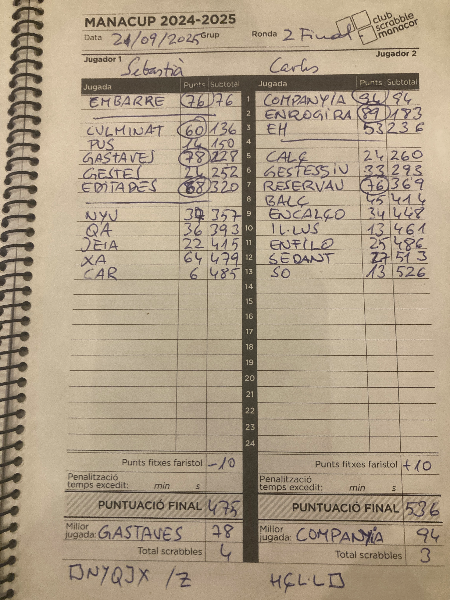 MANACUP 2024-2025
club scrabble manacor
Data 21/09/2025 Grup Ronda 2 Final
Jugador 1 Jugador 2
Sebastià Carlus
Jugada Punts Subtotal Jugada Punts Subtotal
EMBARRE 76 76 1 COMPANYIA 94 94
2 ENROGIRA 89 183
CULMINAT 60 136 3 EH 53 236
PUS 14 150 4
GASTAVES 78 228 5 CALÇ 24 260
GESTES 24 252 6 GESTESSIU 33 293
EDITADES 68 320 7 RESERVAU 76 369
8 BALÇ 45 414
NYU 37 357 9 ENCALÇO 34 448
QA 36 393 10 IL·LUS 13 461
JEIA 22 415 11 ENFILO 25 486
XA 64 479 12 SEDANT 27 513
CAR 6 485 13 SO 13 526
14
15
16
17
18
19
20
21
22
23
24
Punts fitxes faristol -10 Punts fitxes faristol +10
Penalització temps excedit: min s Penalització temps excedit: min s
PUNTUACIÓ FINAL 475 PUNTUACIÓ FINAL 536
Millor jugada: GASTAVES 78 Millor jugada: COMPANYIA 94
Total scrabbles 4 Total scrabbles 3